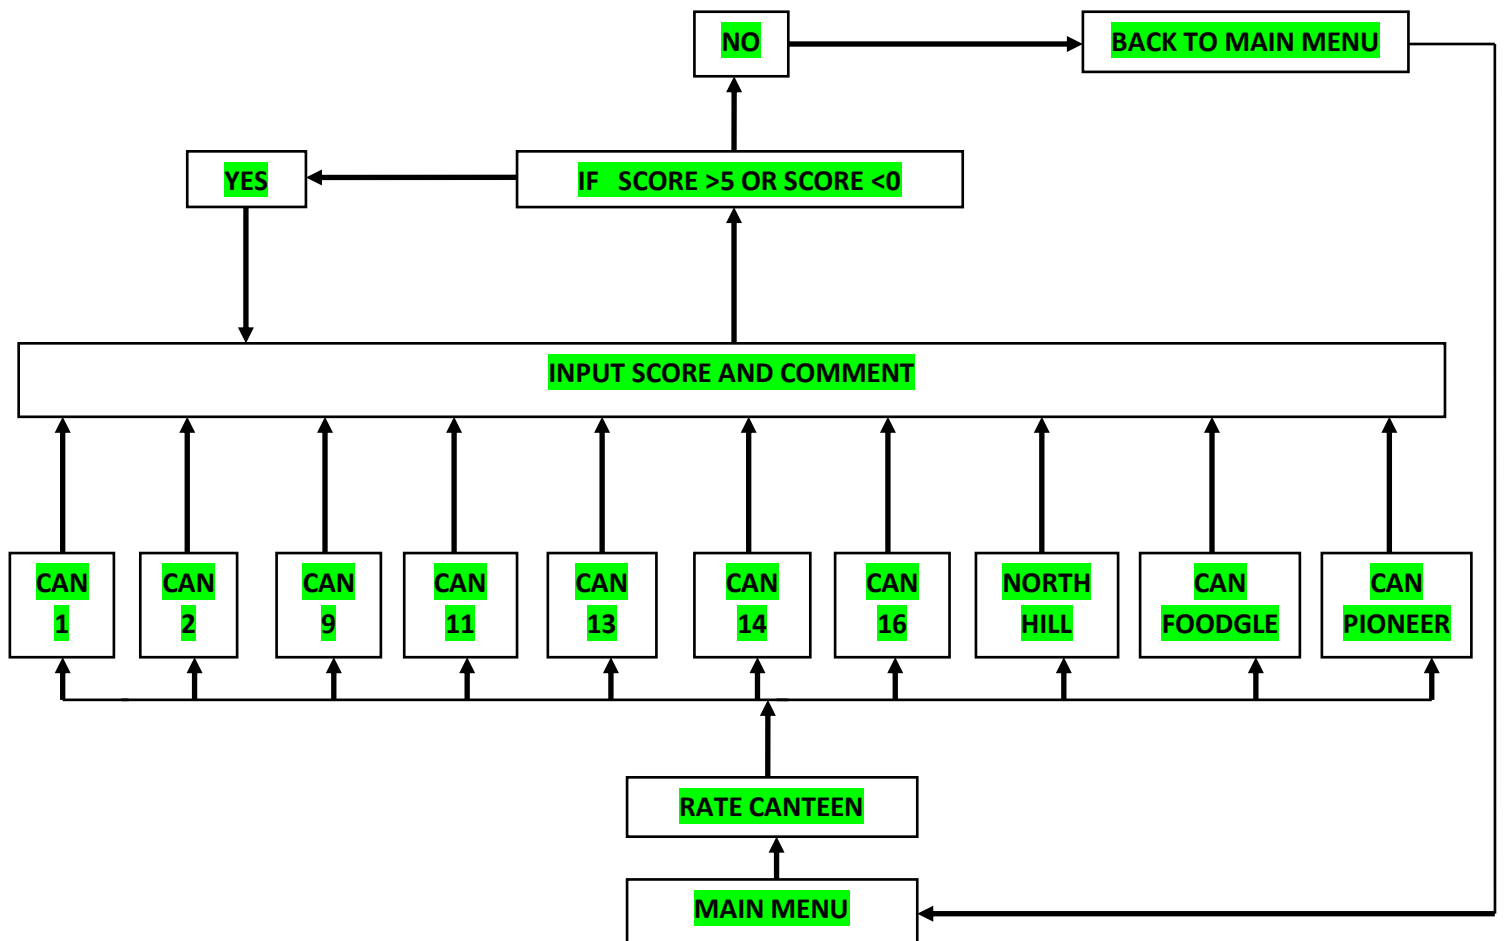 NO
BACK TO MAIN MENU
YES
IF   SCORE >5 OR SCORE <0
INPUT SCORE AND COMMENT
CAN
1
CAN
2
CAN
9
CAN
11
CAN
13
CAN
14
CAN
16
NORTH
HILL
CAN
FOODGLE
CAN
PIONEER
RATE CANTEEN
MAIN MENU